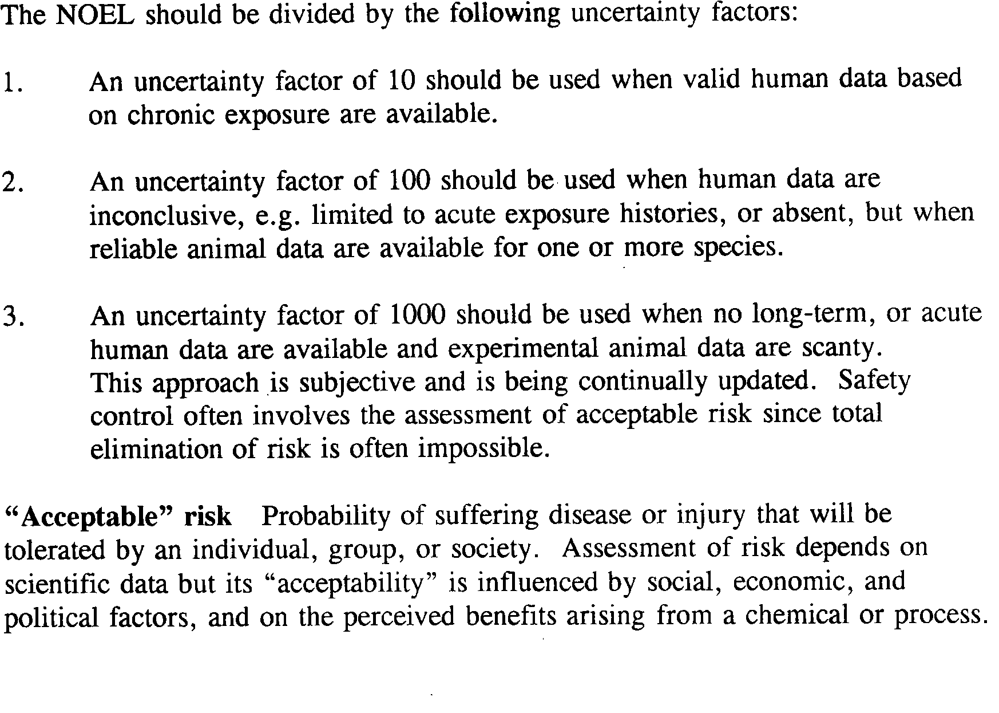 The NOEL should be divided by the following uncertainty factors:
1. An uncertainty factor of 10 should be used when valid human data based
on chronic exposure are available.
2. An uncertainty factor of 100 should be used when human data are
inconclusive, e.g. limited to acute exposure histories, or absent, but when
reliable animal data are available for one or more species.
3. An uncertainty factor of 1000 should be used when no long-term, or acute
human data are available and experimental animal data are scanty.
This approach is subjective and is being continually updated. Safety
control often involves the assessment of acceptable risk since total
elimination of risk is often impossible.
“Acceptable” risk Probability of suffering disease or injury that will be
tolerated by an individual, group, or society. Assessment of risk depends on
scientific data but its “acceptability” is influenced by social, economic, and
political factors, and on the perceived benefits arising from a chemical or process.